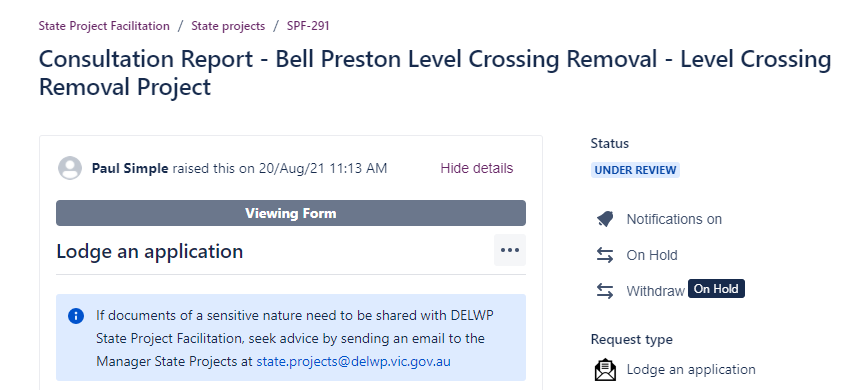 State Project Facilitation / State projects / SPF-291
Consultation Report - Bell Preston Level Crossing Removal - Level Crossing
Removal Project
Paul Simple raised this on 20/Aug/21 11:13 AM
Hide details
Viewing Form
Lodge an application
If documents of a sensitive nature need to be shared with DELWP
State Project Facilitation, seek advice by sending an email to the
Manager State Projects at state.projects@delwp.vic.gov.au
Status
UNDER REVIEW
Notifications on
On Hold
Withdraw
On Hold
Request type
Lodge an application